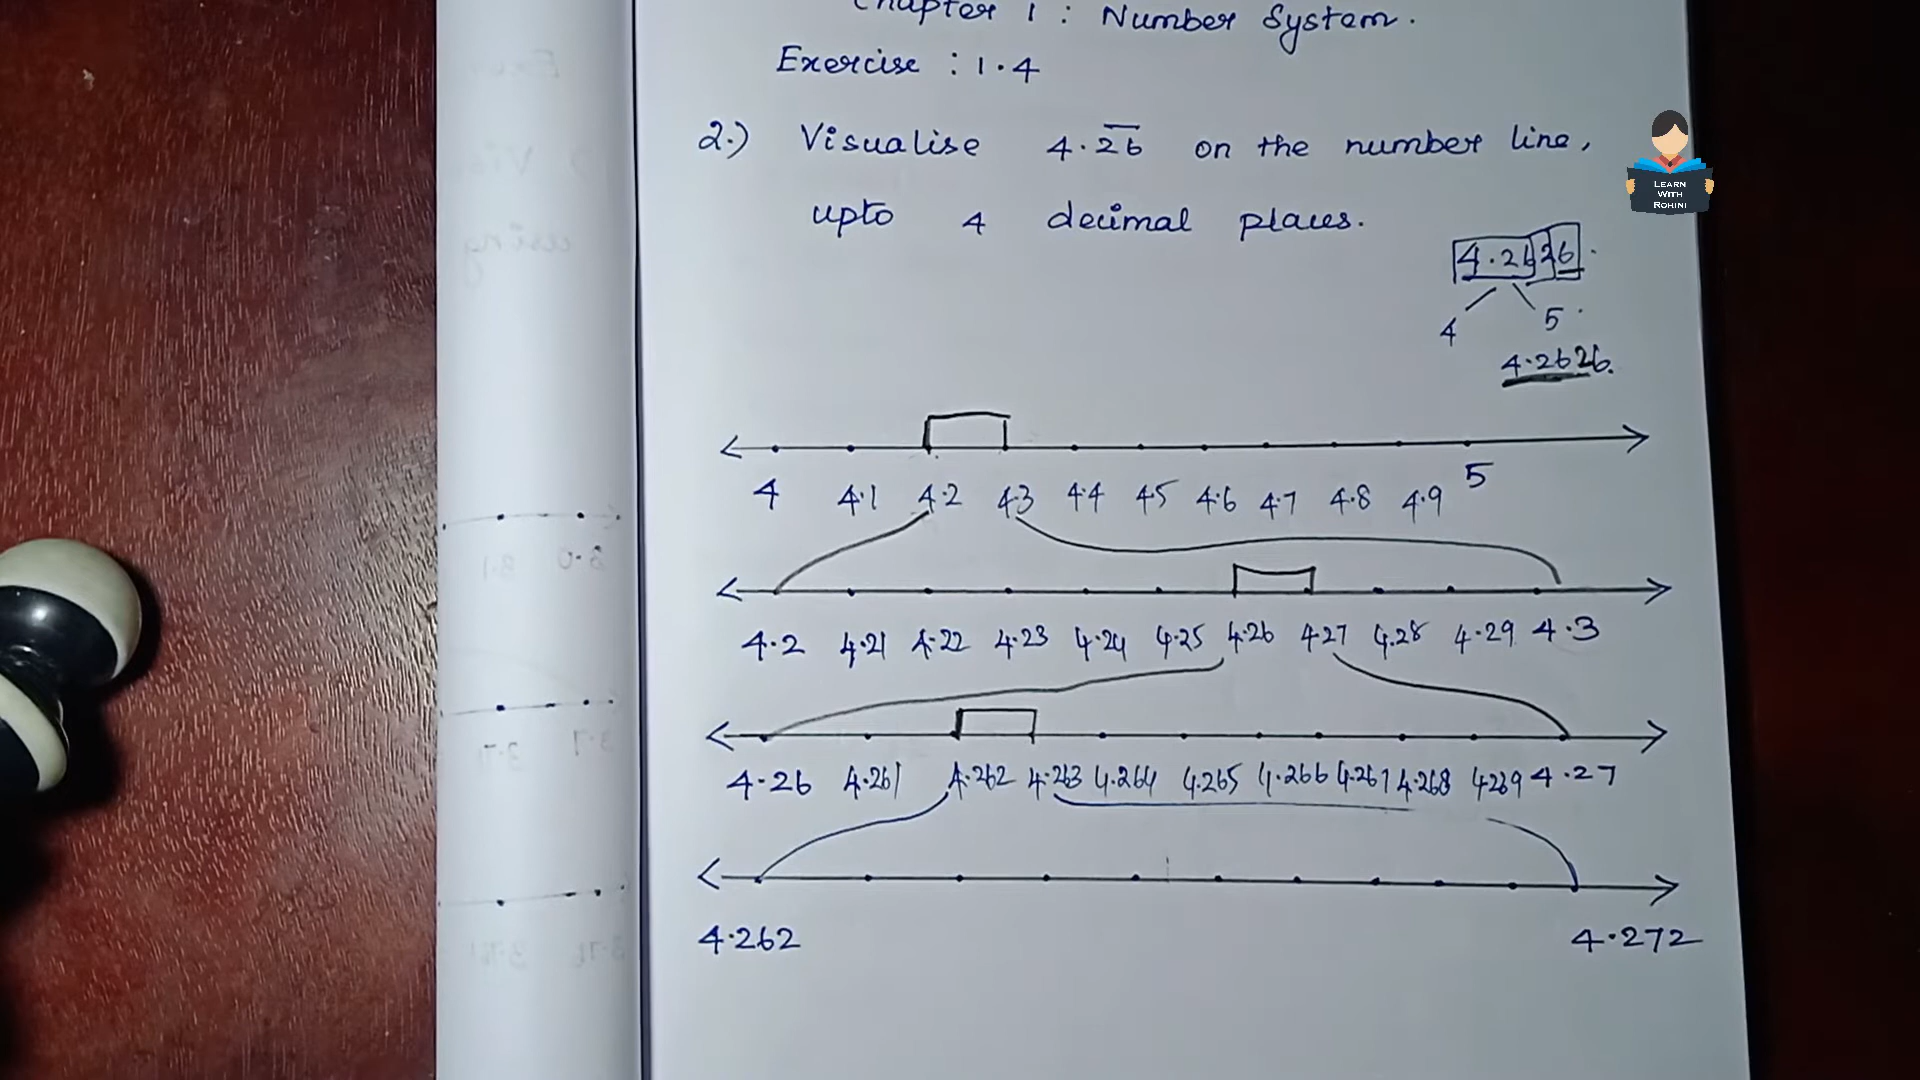 Chapter 1 : Number System.
Exercise : 1.4
2.) Visualise 4.2̅6̅ on the number line,
upto 4 decimal places.
LEARN
WITH
ROHINI
4.2626.
4 5.
4.2626.
4 4.1 4.2 4.3 4.4 4.5 4.6 4.7 4.8 4.9 5
4.2 4.21 4.22 4.23 4.24 4.25 4.26 4.27 4.28 4.29 4.3
4.26 4.261 4.262 4.263 4.264 4.265 4.266 4.267 4.268 4.269 4.27
4.262 4.272